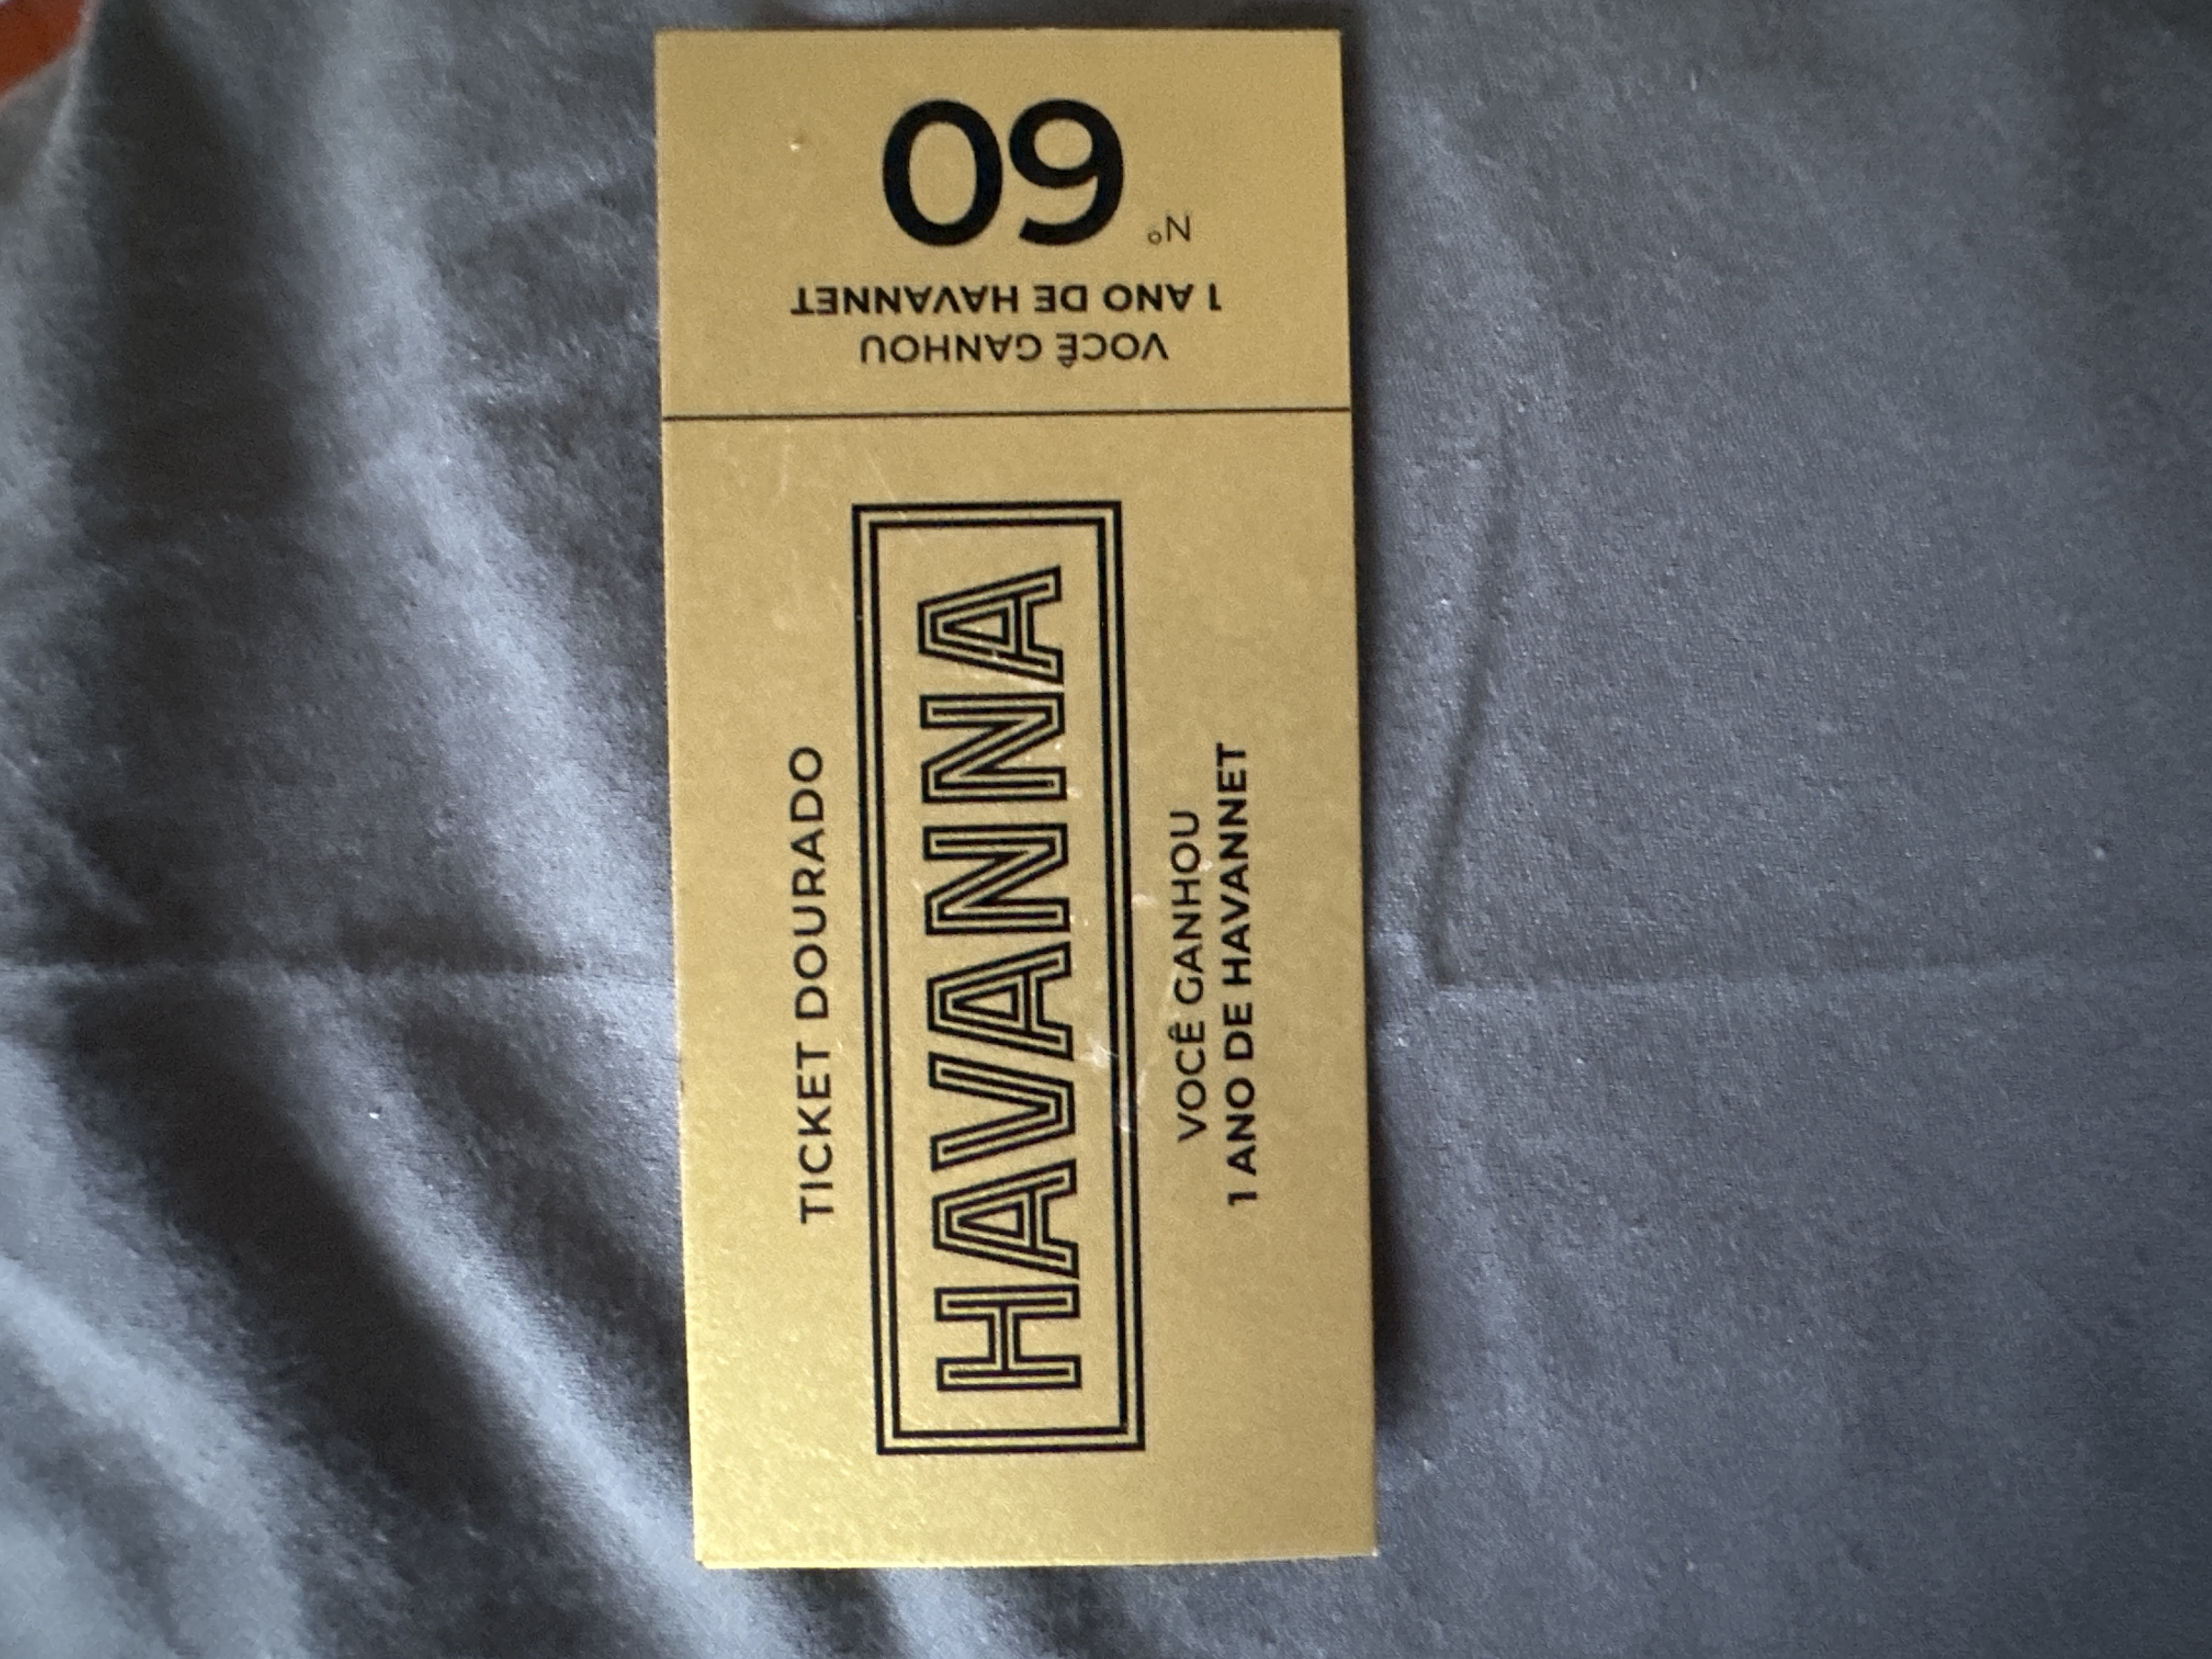 TICKET DOURADO
HAVANNA
VOCÊ GANHOU
1 ANO DE HAVANNET
VOCÊ GANHOU
1 ANO DE HAVANNET
Nº 60